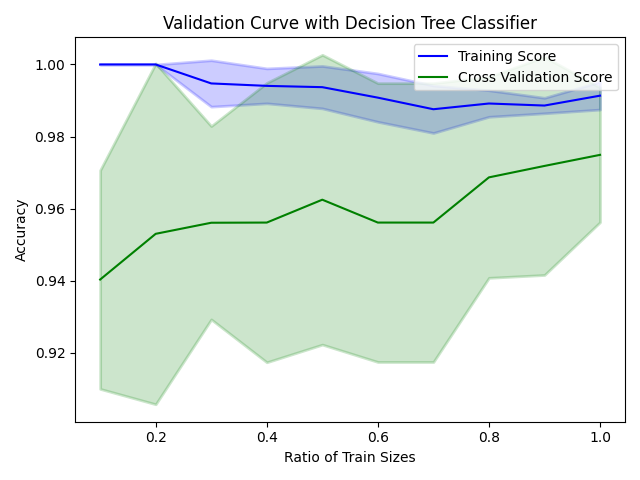 Validation Curve with Decision Tree Classifier
Training Score
Cross Validation Score
Accuracy
1.00
0.98
0.96
0.94
0.92
0.2 0.4 0.6 0.8 1.0
Ratio of Train Sizes